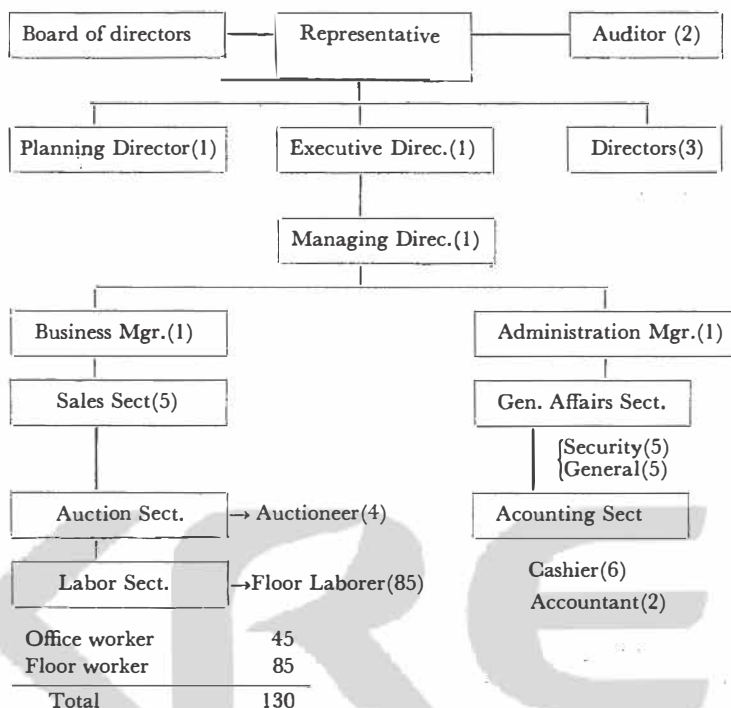 Board of directors
Representative
Auditor (2)
Planning Director(1)
Executive Direc.(1)
Directors(3)
Managing Direc.(1)
Business Mgr.(1)
Administration Mgr.(1)
Sales Sect(5)
Gen. Affairs Sect.
Security(5)
General(5)
Auction Sect.
→ Auctioneer(4)
Acounting Sect
Labor Sect.
→Floor Laborer(85)
Cashier(6)
Accountant(2)
Office worker 45
Floor worker 85
Total 130
KRE